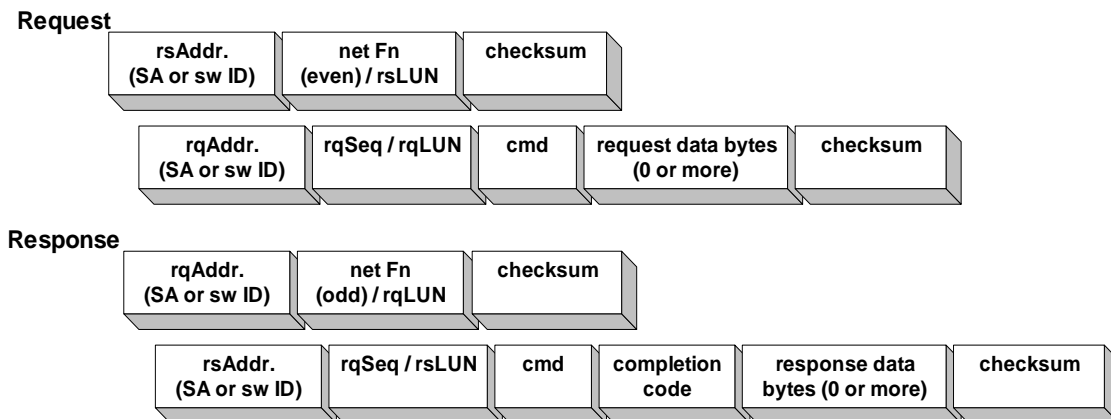 Request
rsAddr. net Fn checksum
(SA or sw ID) (even) / rsLUN
rqAddr. rqSeq / rqLUN cmd request data bytes checksum
(SA or sw ID) (0 or more)
Response
rqAddr. net Fn checksum
(SA or sw ID) (odd) / rqLUN
rsAddr. rqSeq / rsLUN cmd completion response data checksum
(SA or sw ID) code bytes (0 or more)